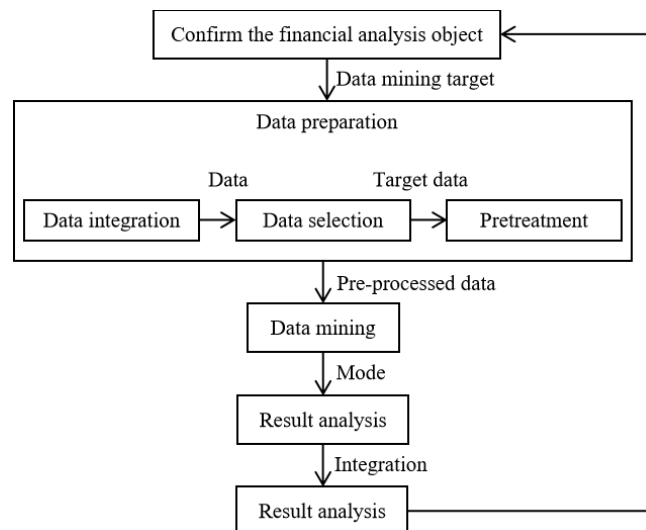 Confirm the financial analysis object
Data mining target
Data preparation
Data
Target data
Data integration
Data selection
Pretreatment
Pre-processed data
Data mining
Mode
Result analysis
Integration
Result analysis